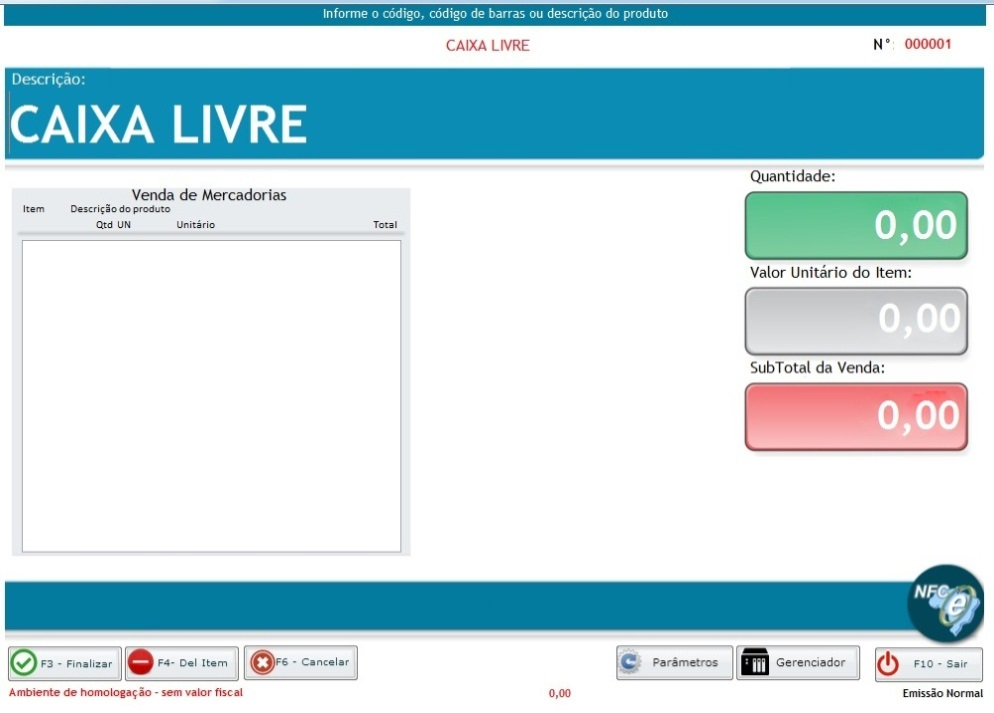 Informe o código, código de barras ou descrição do produto
CAIXA LIVRE
N°: 000001
Descrição:
CAIXA LIVRE
Venda de Mercadorias
Item Descrição do produto
Qtd UN Unitário Total
Quantidade:
0,00
Valor Unitário do Item:
0,00
SubTotal da Venda:
0,00
NFC e
F3 - Finalizar F4- Del Item F6 - Cancelar Parâmetros Gerenciador F10 - Sair
Ambiente de homologação - sem valor fiscal 0,00 Emissão Normal